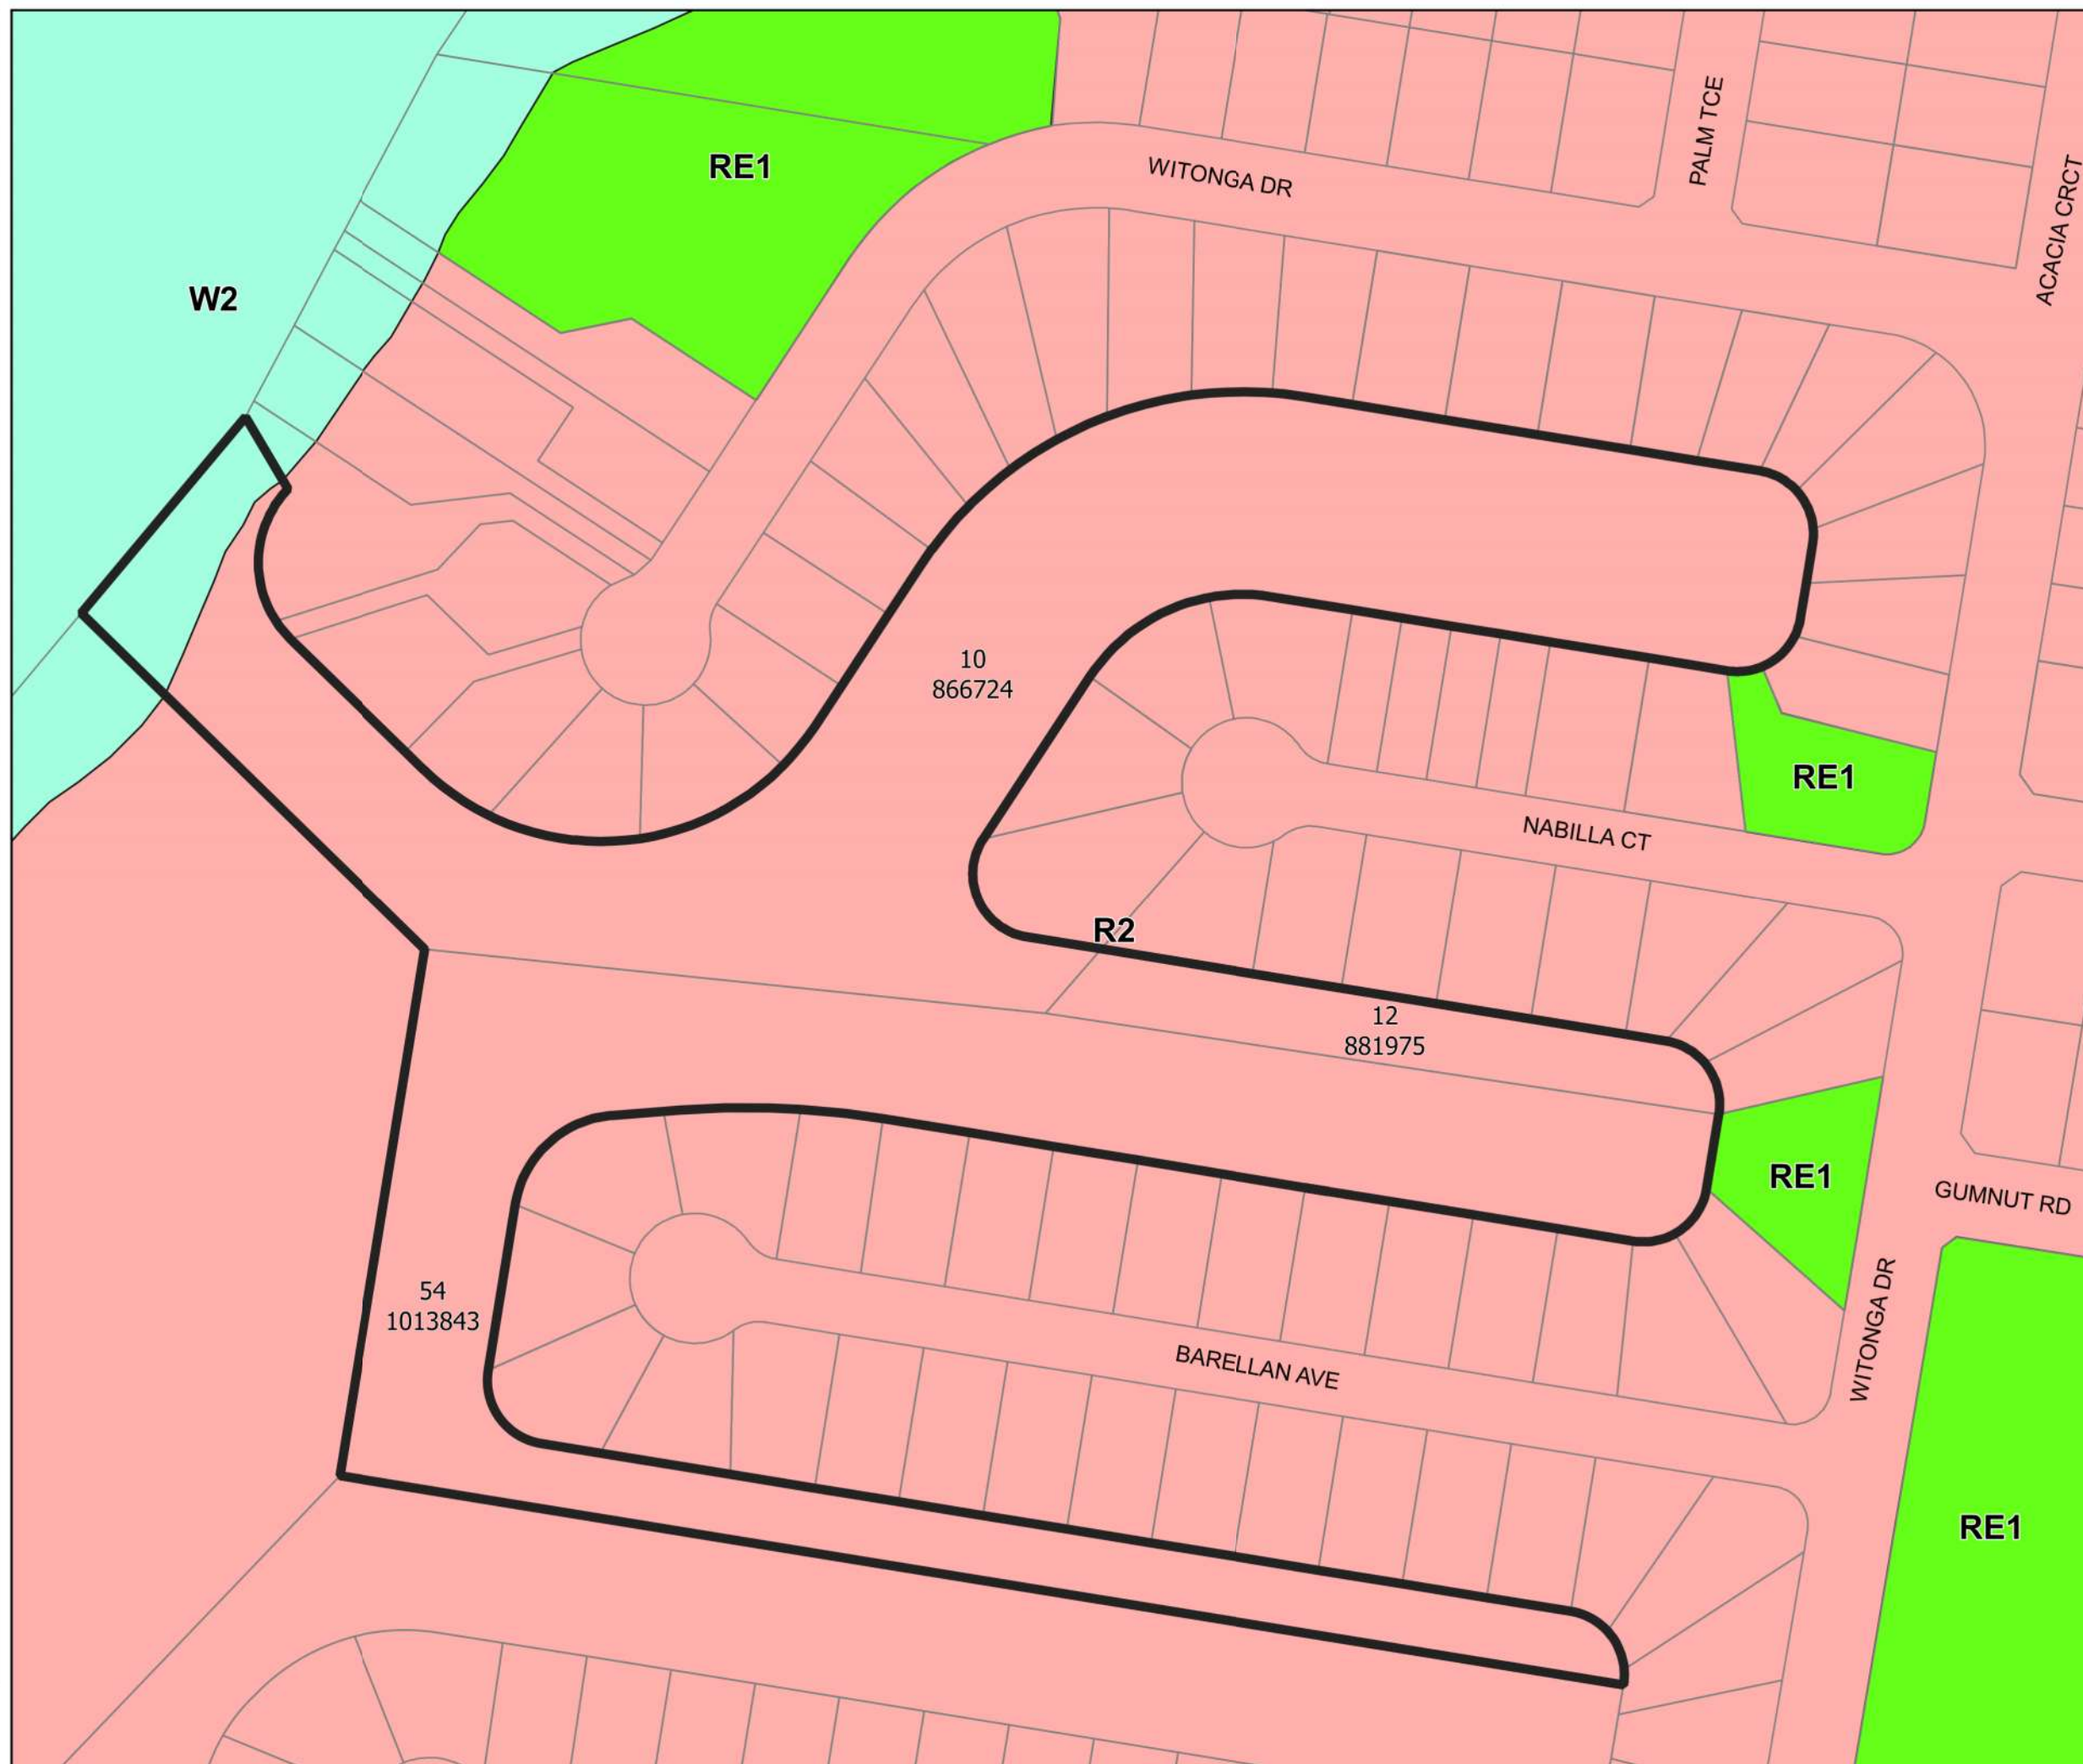 PALM TCE
RE1
WITONGA DR
ACACIA CRCT
W2
10
866724
RE1
NABILLA CT
R2
12
881975
RE1
GUMNUT RD
54
1013843
WITONGA DR
BARELLAN AVE
RE1